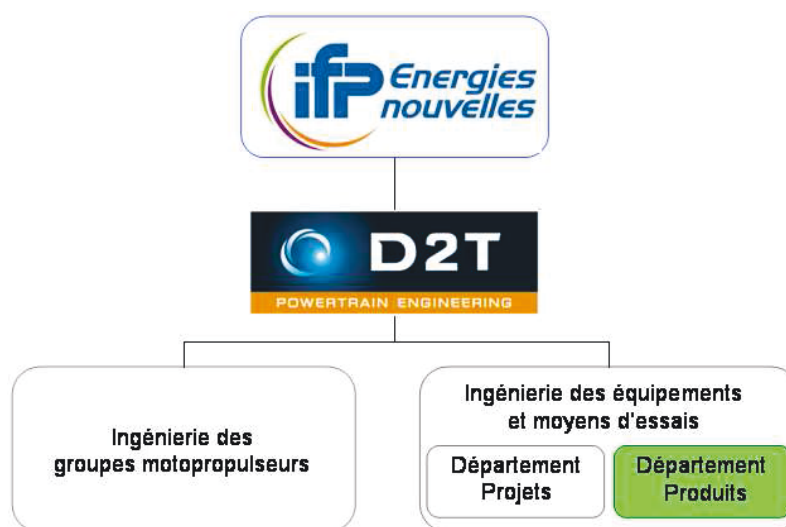 ifp Energies
nouvelles
D2T
POWERTRAIN ENGINEERING
Ingénierie des
groupes motopropulseurs
Ingénierie des équipements
et moyens d'essais
Département
Projets
Département
Produits